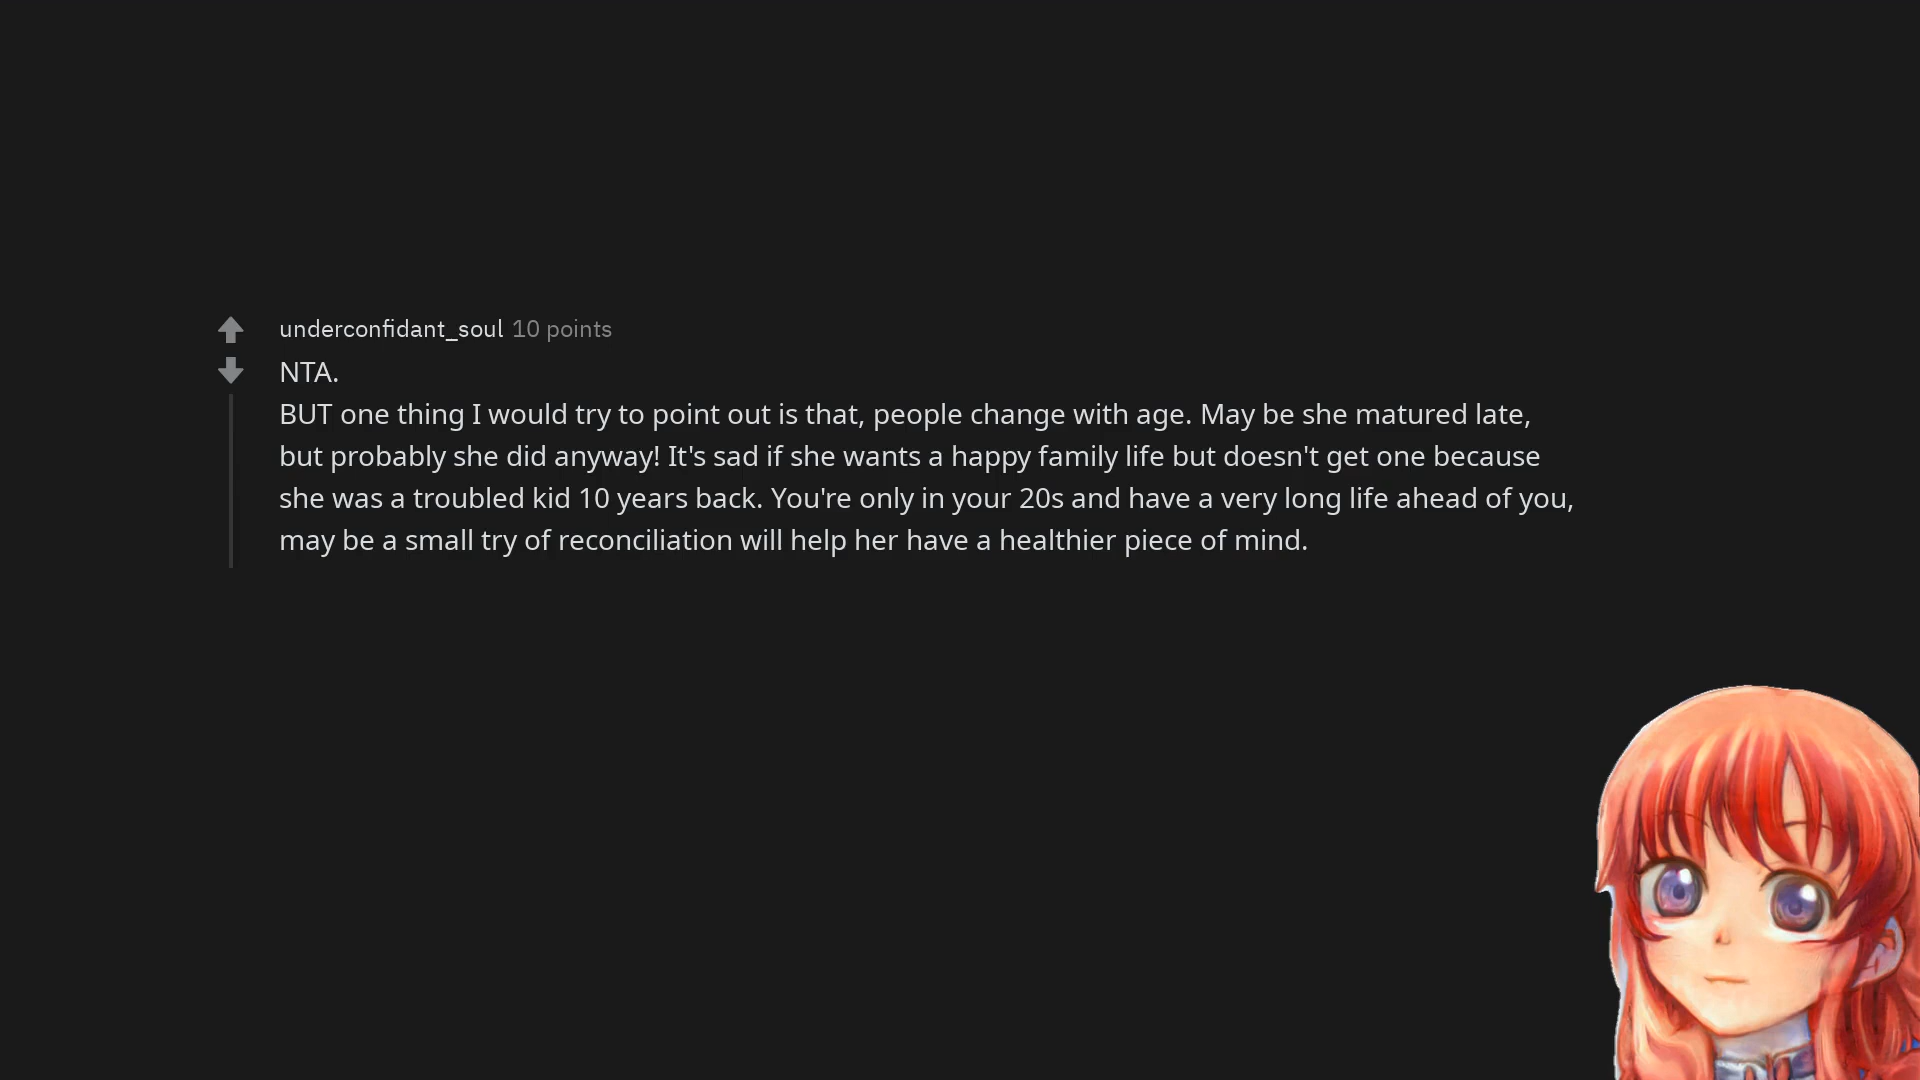 underconfidant_soul 10 points
NTA.
BUT one thing I would try to point out is that, people change with age. May be she matured late,
but probably she did anyway! It's sad if she wants a happy family life but doesn't get one because
she was a troubled kid 10 years back. You're only in your 20s and have a very long life ahead of you,
may be a small try of reconciliation will help her have a healthier piece of mind.